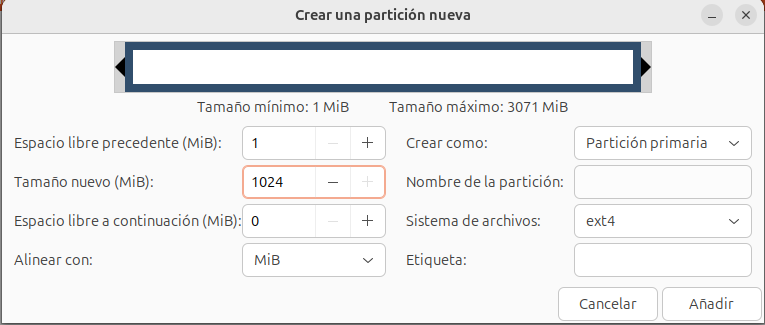 Crear una partición nueva
Tamaño mínimo: 1 MiB Tamaño máximo: 3071 MiB
Espacio libre precedente (MiB): 1 Crear como: Partición primaria
Tamaño nuevo (MiB): 1024 Nombre de la partición:
Espacio libre a continuación (MiB): 0 Sistema de archivos: ext4
Alinear con: MiB Etiqueta:
Cancelar Añadir